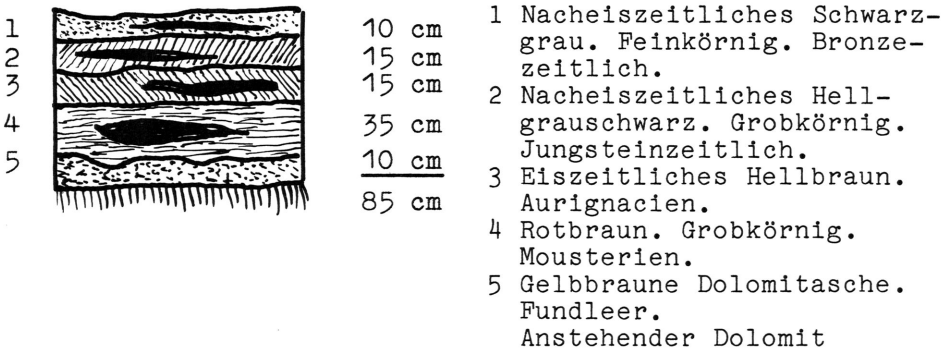 1
2
3
4
5
10 cm
15 cm
15 cm
35 cm
10 cm
85 cm
1 Nacheiszeitliches Schwarz-
grau. Feinkörnig. Bronze-
zeitlich.
2 Nacheiszeitliches Hell-
grauschwarz. Grobkörnig.
Jungsteinzeitlich.
3 Eiszeitliches Hellbraun.
Aurignacien.
4 Rotbraun. Grobkörnig.
Mousterien.
5 Gelbbraune Dolomitasche.
Fundleer.
Anstehender Dolomit